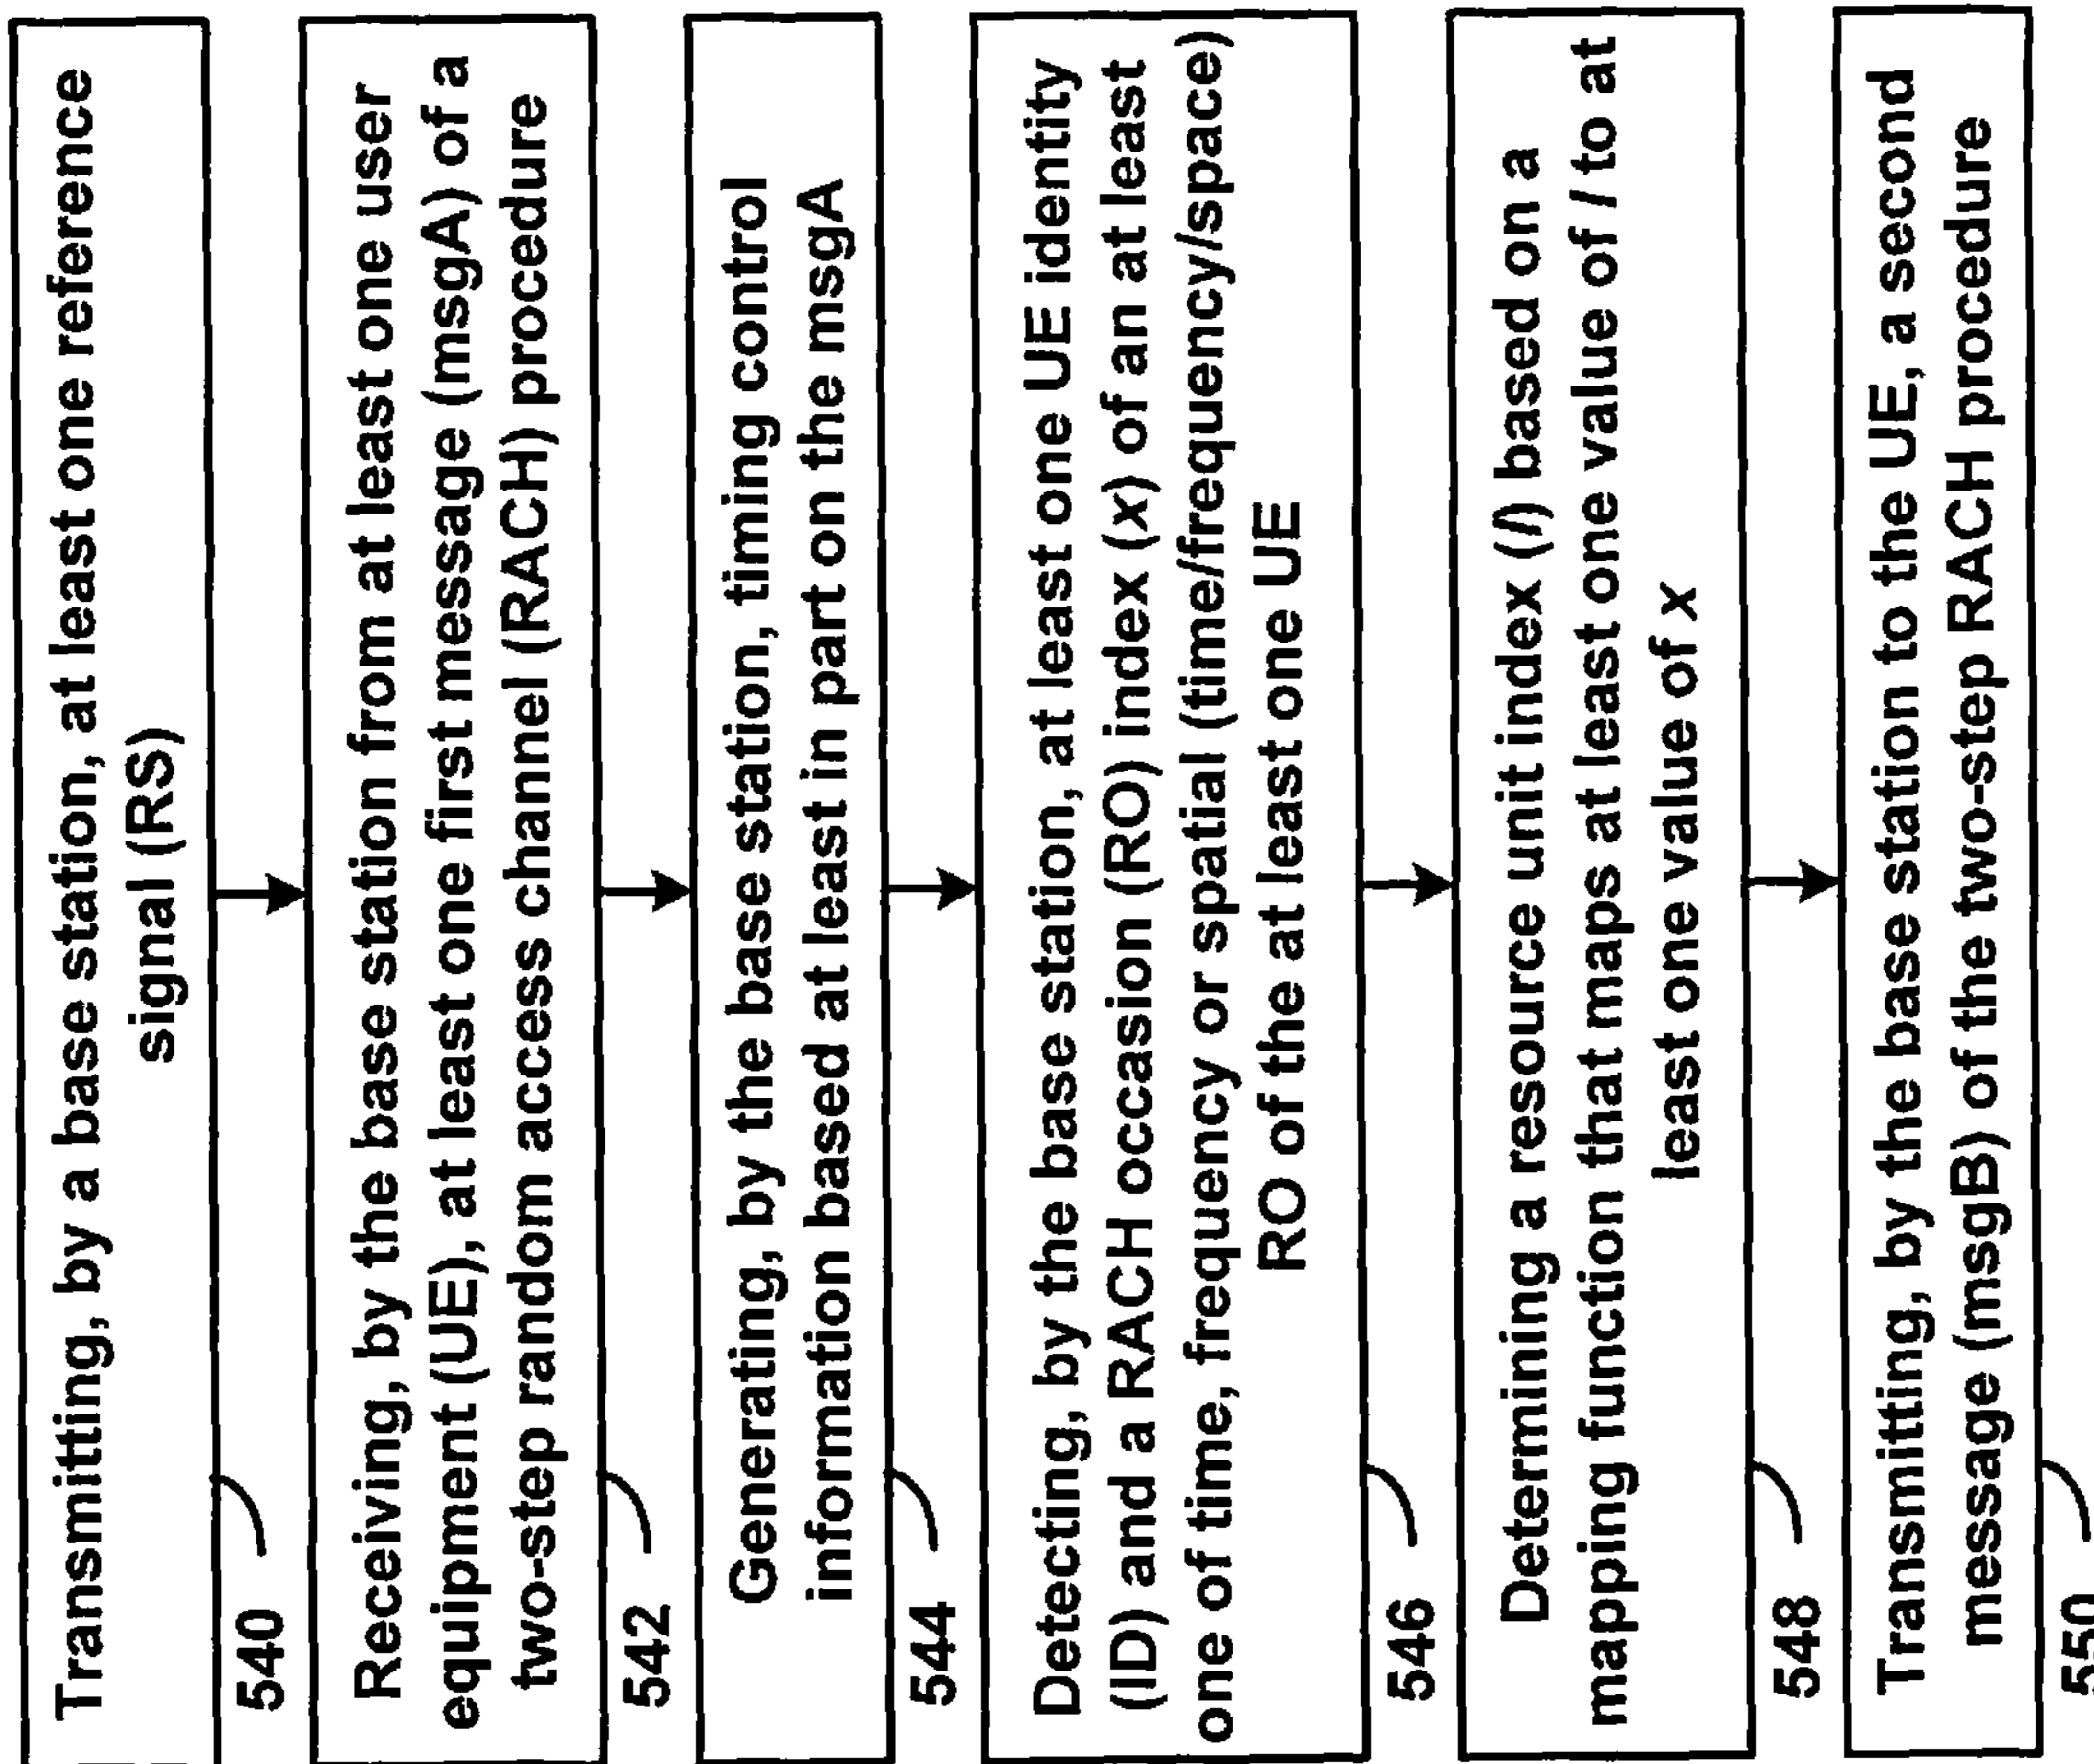 Transmitting, by a base station, at least one reference
signal (RS)
540
Receiving, by the base station from at least one user
equipment (UE), at least one first message (msgA) of a
two-step random access channel (RACH) procedure
542
Generating, by the base station, timing control
information based at least in part on the msgA
544
Detecting, by the base station, at least one UE identity
(ID) and a RACH occasion (RO) index (x) of an at least
one of time, frequency or spatial (time/frequency/space)
RO of the at least one UE
546
Determining a resource unit index (l) based on a
mapping function that maps at least one value of l to at
least one value of x
548
Transmitting, by the base station to the UE, a second
message (msgB) of the two-step RACH procedure
550